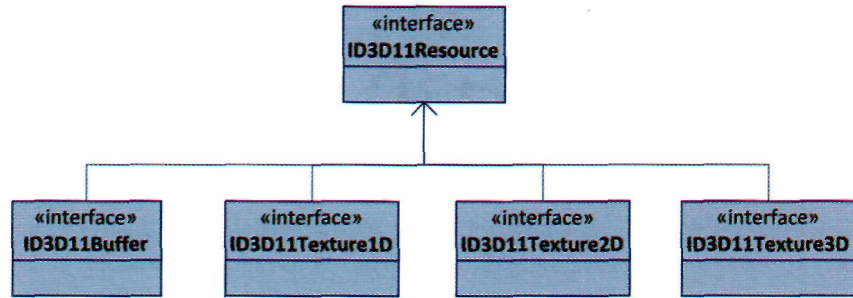 «interface»
ID3D11Resource
«interface»
ID3D11Buffer
«interface»
ID3D11Texture1D
«interface»
ID3D11Texture2D
«interface»
ID3D11Texture3D